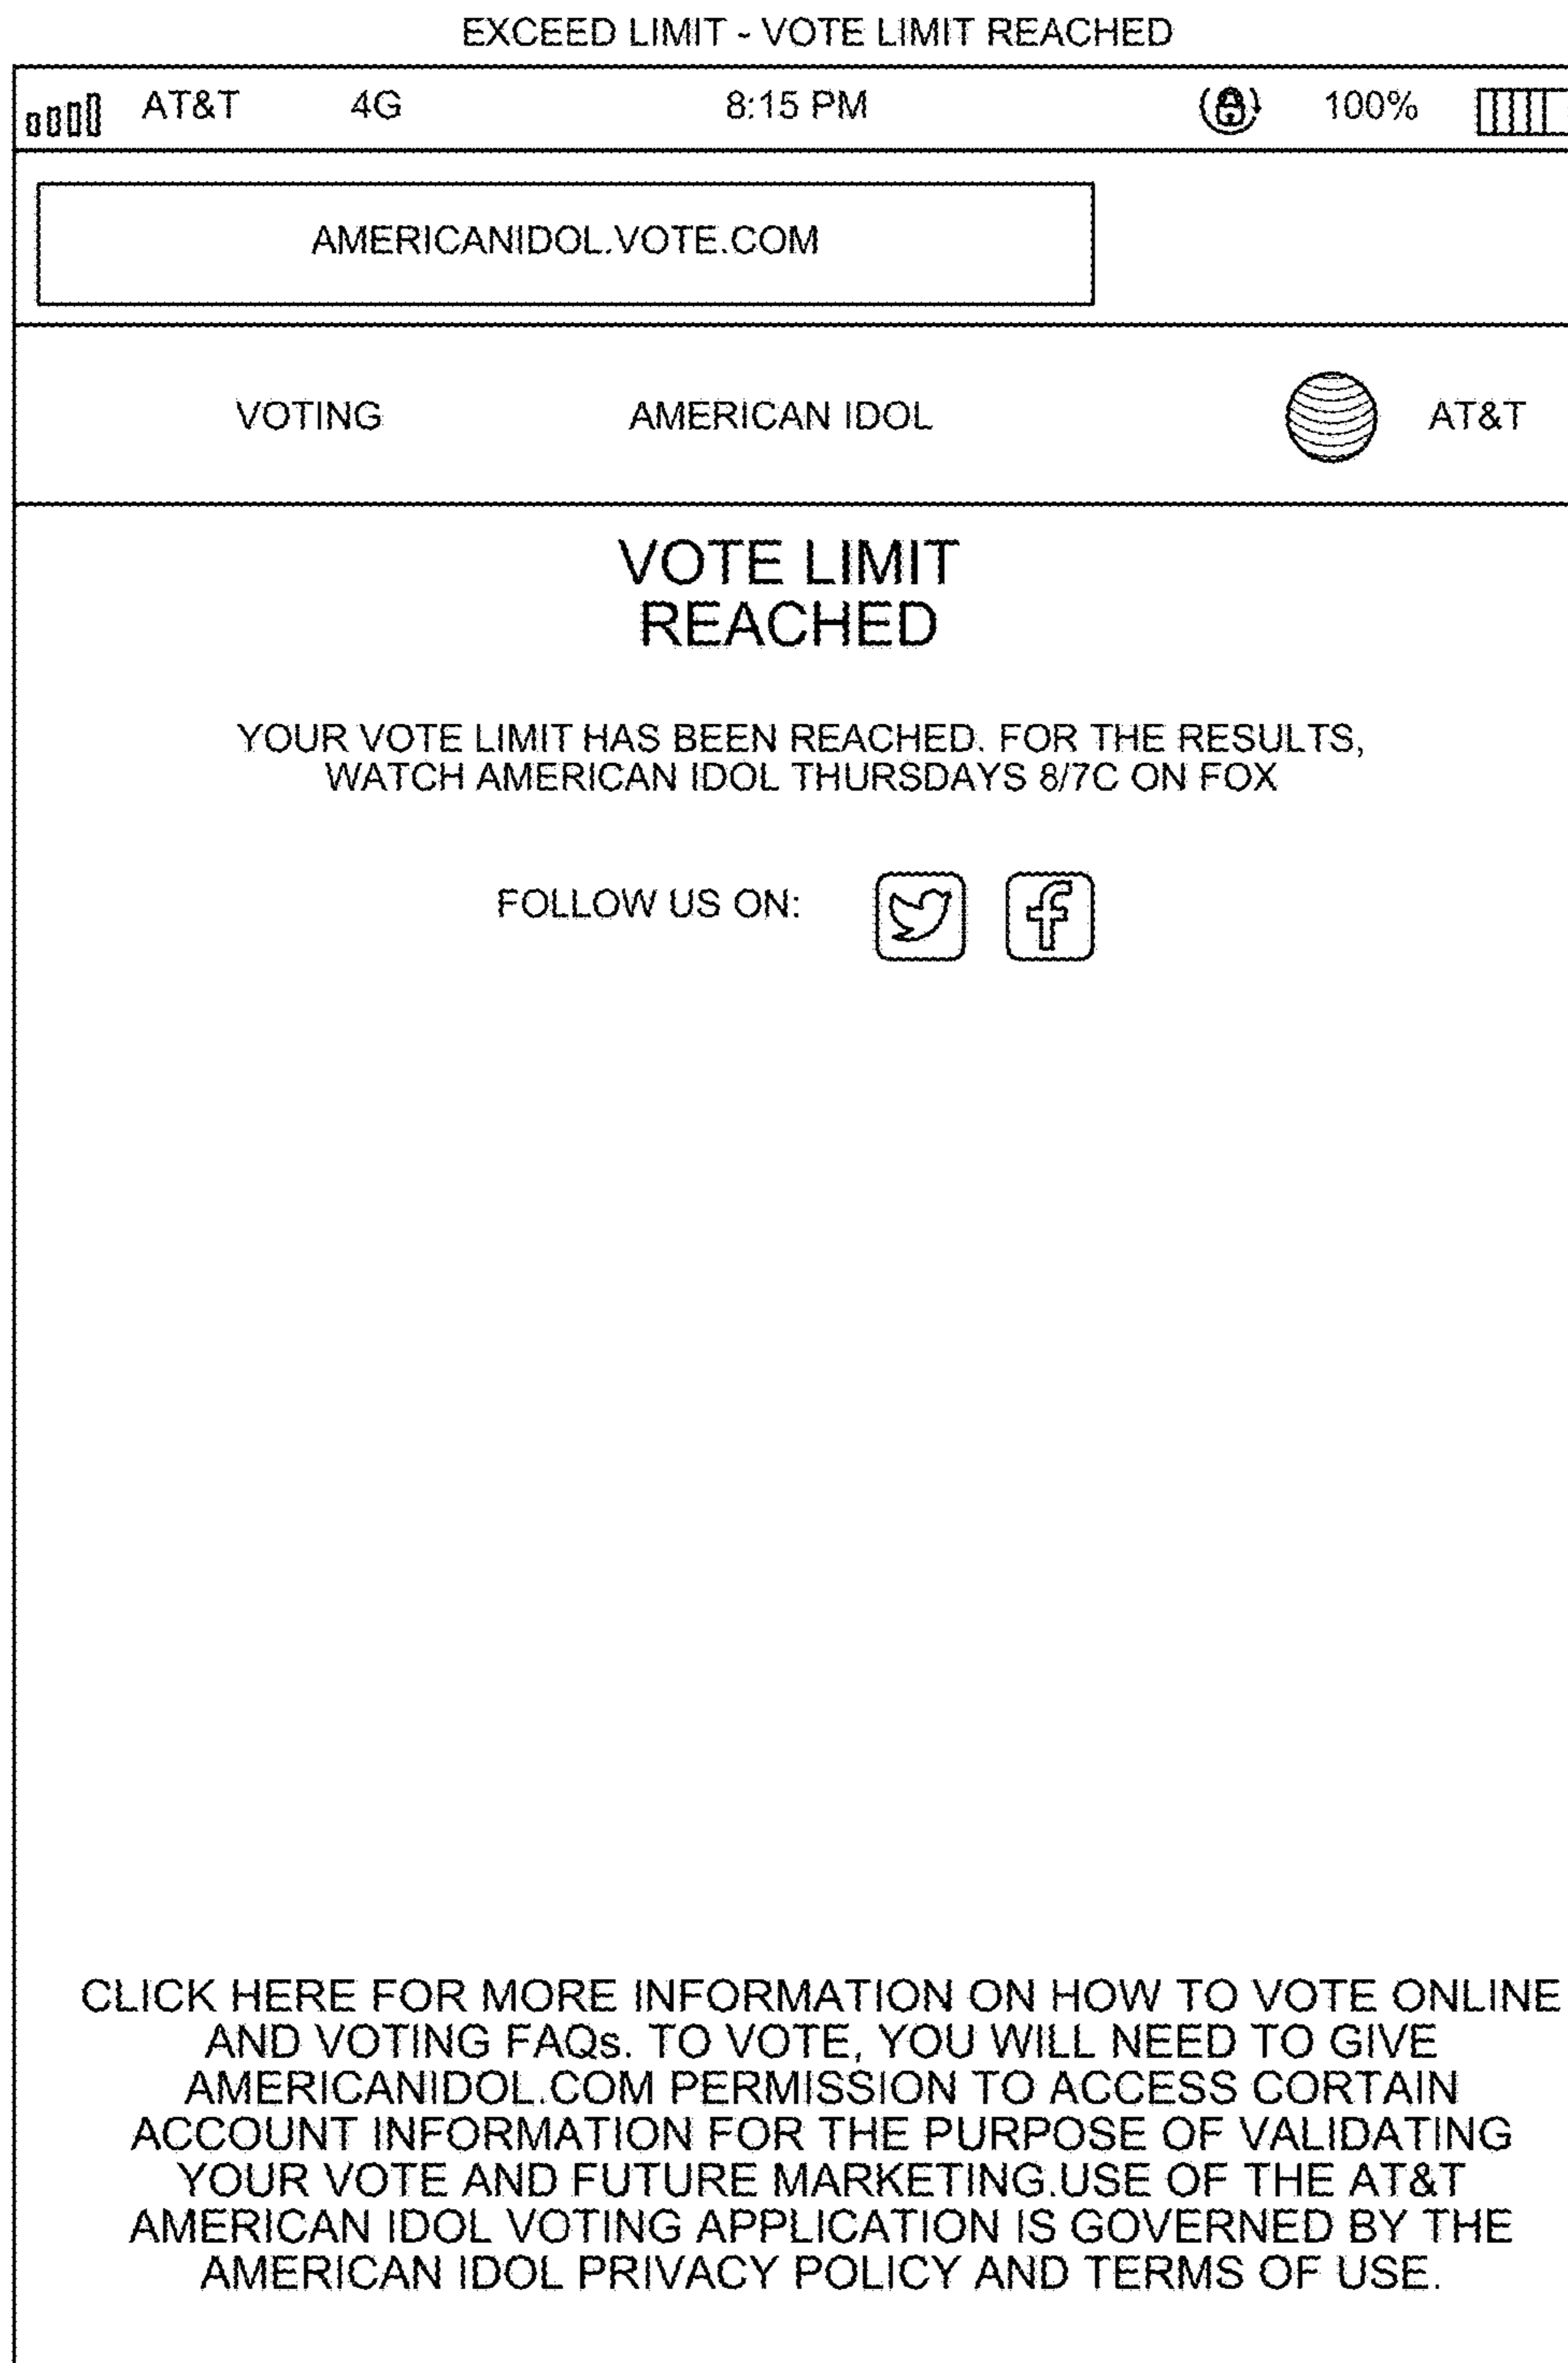 EXCEED LIMIT - VOTE LIMIT REACHED
AT&T 4G 8:15 PM 100%
AMERICANIDOL.VOTE.COM
VOTING AMERICAN IDOL AT&T
VOTE LIMIT
REACHED
YOUR VOTE LIMIT HAS BEEN REACHED. FOR THE RESULTS,
WATCH AMERICAN IDOL THURSDAYS 8/7C ON FOX
FOLLOW US ON:
CLICK HERE FOR MORE INFORMATION ON HOW TO VOTE ONLINE
AND VOTING FAQs. TO VOTE, YOU WILL NEED TO GIVE
AMERICANIDOL.COM PERMISSION TO ACCESS CORTAIN
ACCOUNT INFORMATION FOR THE PURPOSE OF VALIDATING
YOUR VOTE AND FUTURE MARKETING.USE OF THE AT&T
AMERICAN IDOL VOTING APPLICATION IS GOVERNED BY THE
AMERICAN IDOL PRIVACY POLICY AND TERMS OF USE.